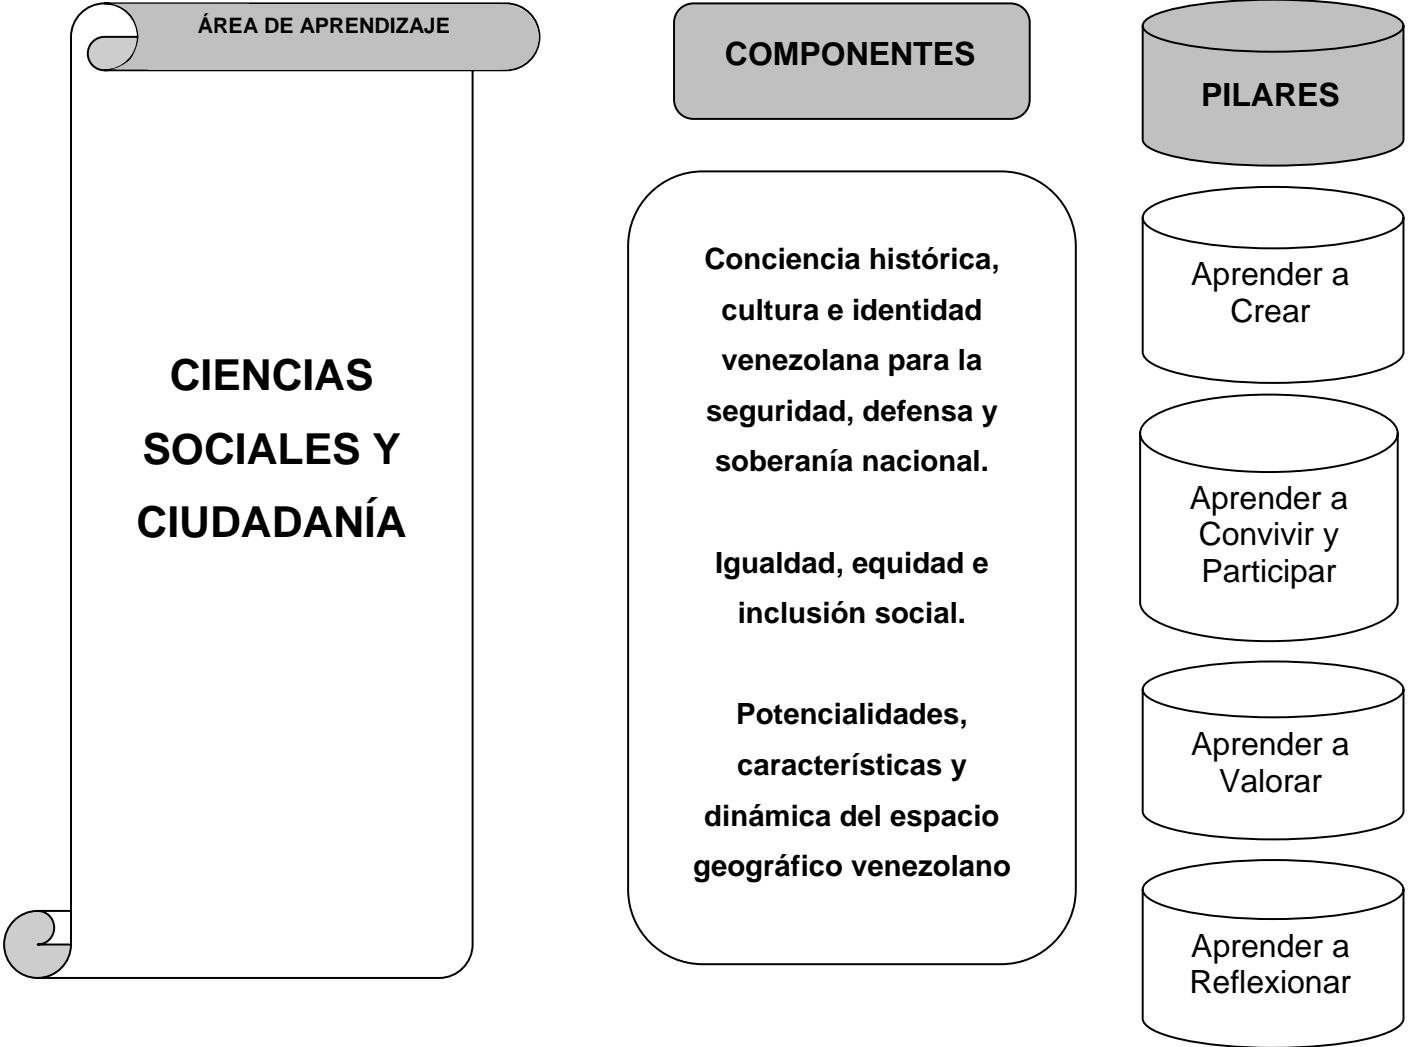 ÁREA DE APRENDIZAJE
CIENCIAS
SOCIALES Y
CIUDADANÍA
COMPONENTES
Conciencia histórica,
cultura e identidad
venezolana para la
seguridad, defensa y
soberanía nacional.
Igualdad, equidad e
inclusión social.
Potencialidades,
características y
dinámica del espacio
geográfico venezolano
PILARES
Aprender a
Crear
Aprender a
Convivir y
Participar
Aprender a
Valorar
Aprender a
Reflexionar